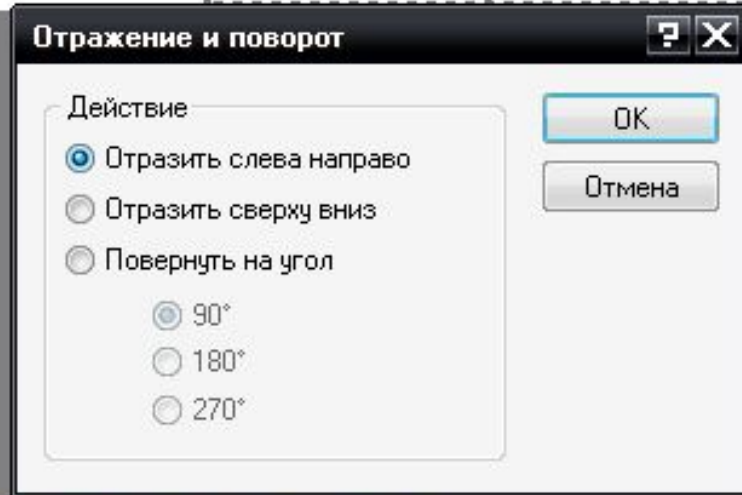 Отражение и поворот
Действие
Отразить слева направо
Отразить сверху вниз
Повернуть на угол
90°
180°
270°
OK
Отмена